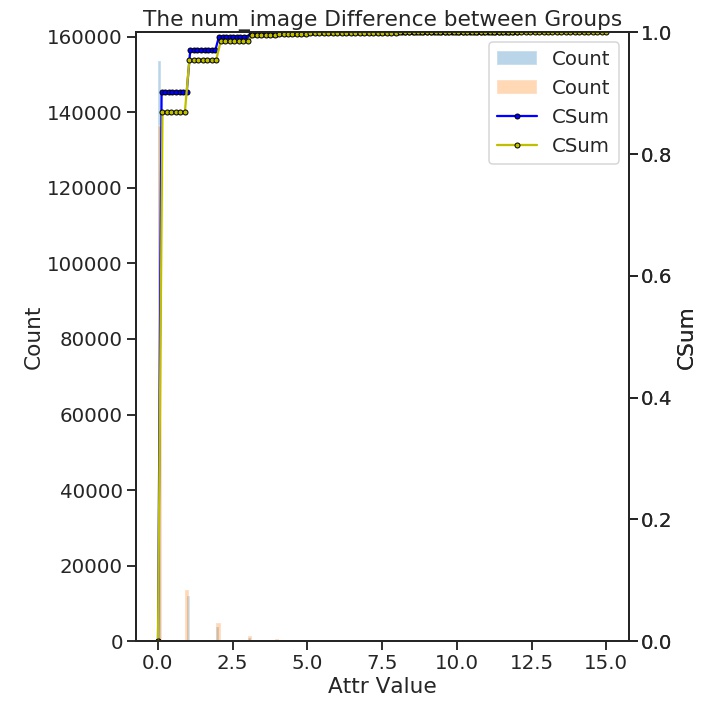 The num_image Difference between Groups
160000
140000
120000
100000
80000
60000
40000
20000
0
Count
1.0
0.8
0.6
0.4
0.2
0.0
CSum
Count
Count
CSum
CSum
0.0 2.5 5.0 7.5 10.0 12.5 15.0
Attr Value